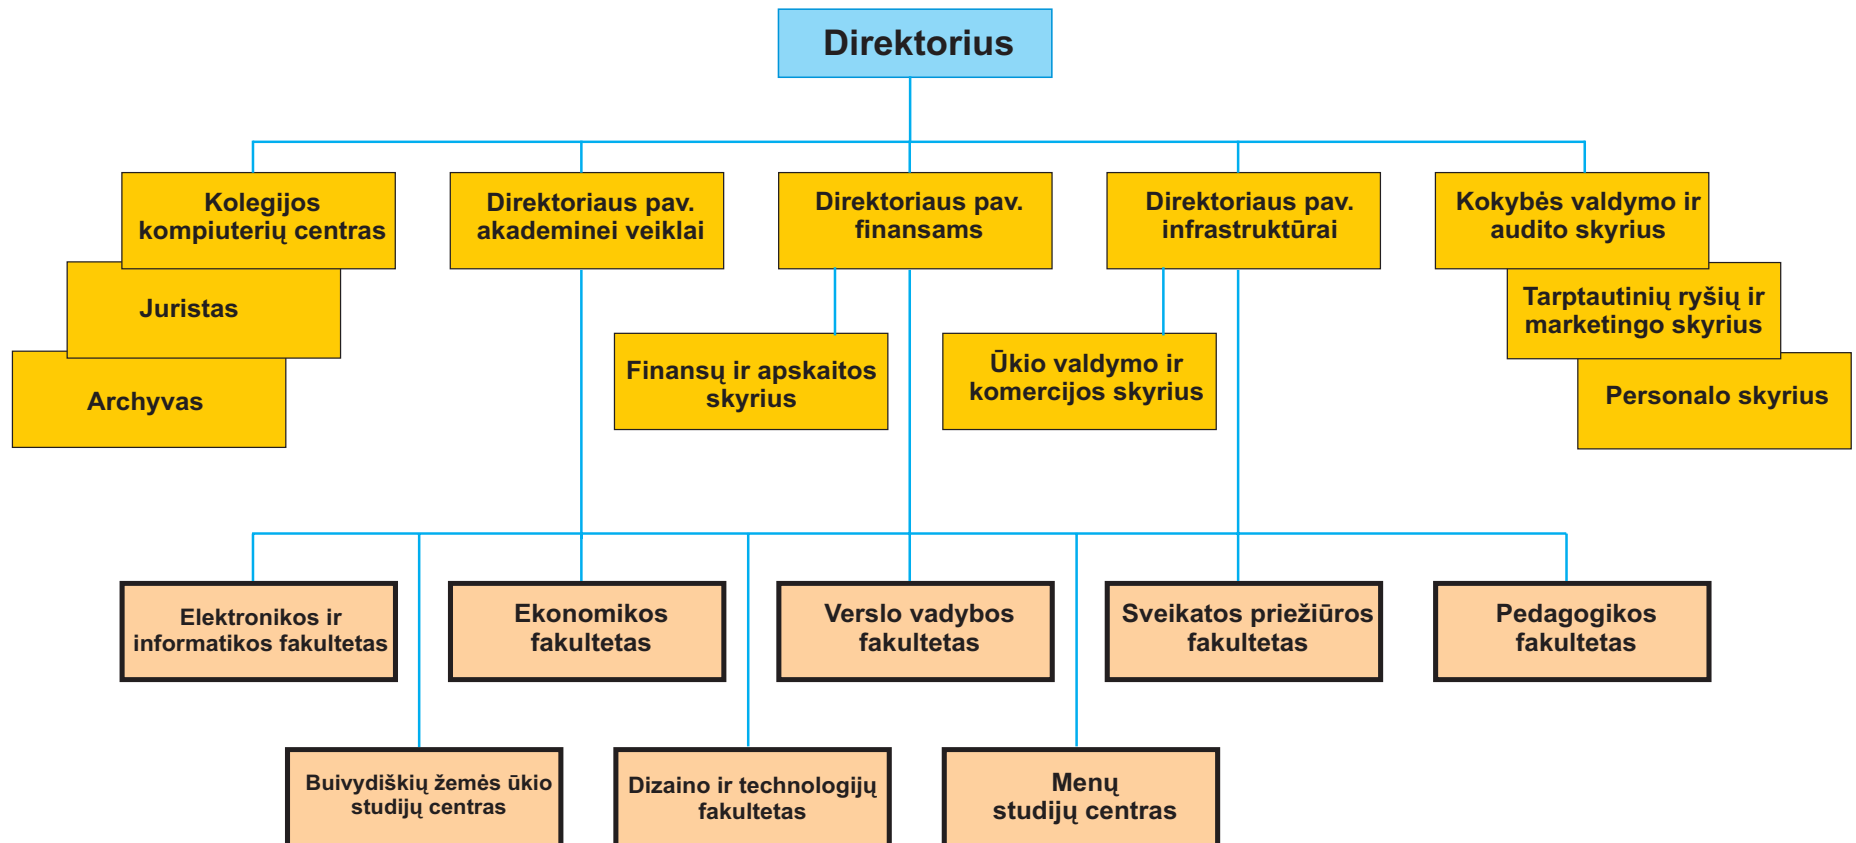 Direktorius
Kolegijos
kompiuterių centras
Direktoriaus pav.
akademinei veiklai
Direktoriaus pav.
finansams
Direktoriaus pav.
infrastruktūrai
Kokybės valdymo ir
audito skyrius
Juristas
Tarptautinių ryšių ir
marketingo skyrius
Archyvas
Finansų ir apskaitos
skyrius
Ūkio valdymo ir
komercijos skyrius
Personalo skyrius
Elektronikos ir
informatikos fakultetas
Ekonomikos
fakultetas
Verslo vadybos
fakultetas
Sveikatos priežiūros
fakultetas
Pedagogikos
fakultetas
Buivydiškių žemės ūkio
studijų centras
Dizaino ir technologijų
fakultetas
Menų
studijų centras